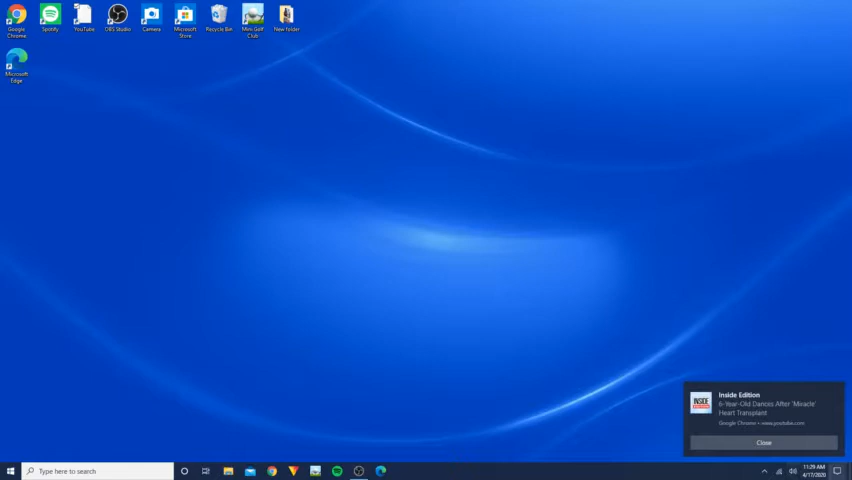 Google
Chrome
Spotify
YouTube
OBS Studio
Camera
Microsoft
Store
Recycle Bin
Mini Golf
Club
New folder
Microsoft
Edge
INSIDE
EDITION
Inside Edition
6-Year-Old Dances After 'Miracle'
Heart Transplant
Google Chrome • www.youtube.com
Close
Type here to search
11:29 AM
4/17/2020